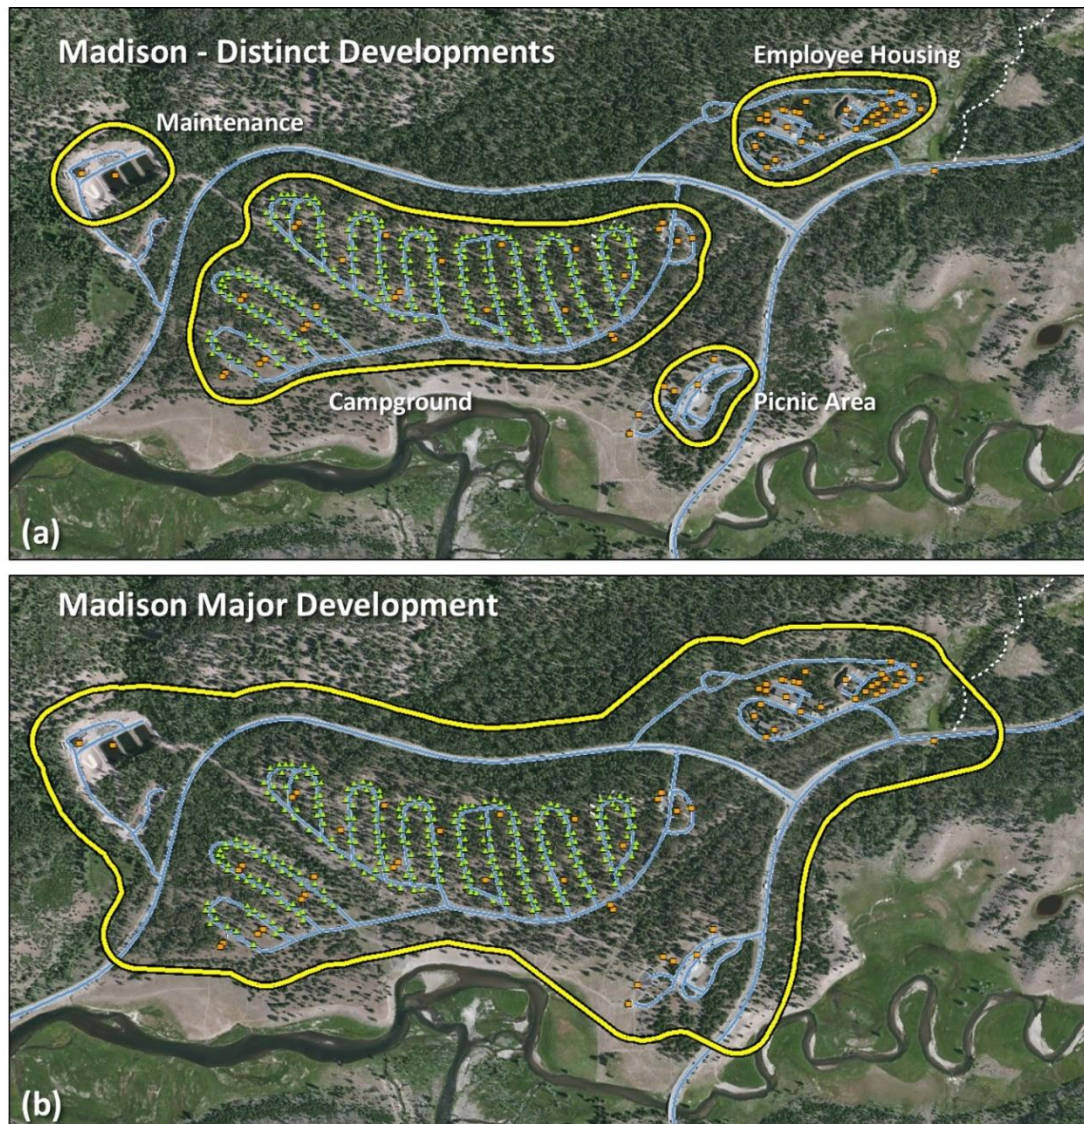 Madison - Distinct Developments
Employee Housing
Maintenance
Campground
Picnic Area
(a)
Madison Major Development
(b)